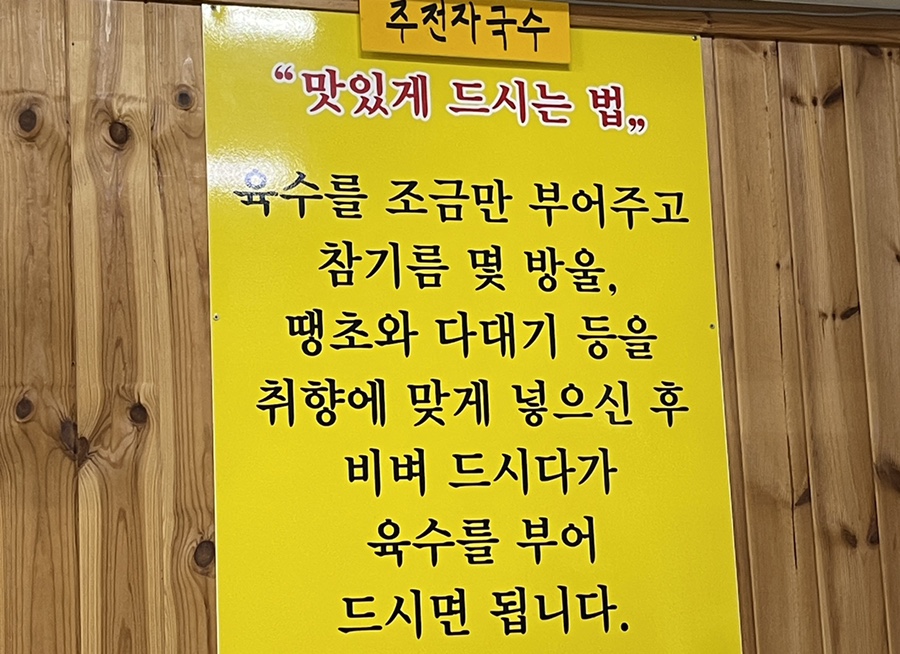 주전자국수
“맛있게 드시는 법„
육수를 조금만 부어주고
참기름 몇 방울,
땡초와 다대기 등을
취향에 맞게 넣으신 후
비벼 드시다가
육수를 부어
드시면 됩니다.